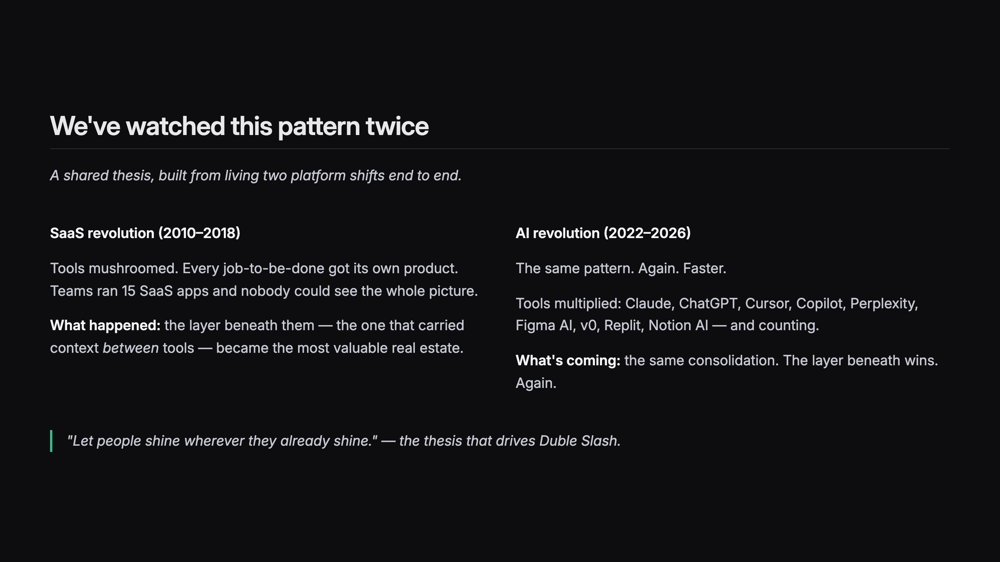 We've watched this pattern twice
A shared thesis, built from living two platform shifts end to end.
SaaS revolution (2010–2018)
Tools mushroomed. Every job-to-be-done got its own product.
Teams ran 15 SaaS apps and nobody could see the whole picture.
What happened: the layer beneath them — the one that carried
context between tools — became the most valuable real estate.
AI revolution (2022–2026)
The same pattern. Again. Faster.
Tools multiplied: Claude, ChatGPT, Cursor, Copilot, Perplexity,
Figma AI, v0, Replit, Notion AI — and counting.
What's coming: the same consolidation. The layer beneath wins.
Again.
"Let people shine wherever they already shine." — the thesis that drives Duble Slash.